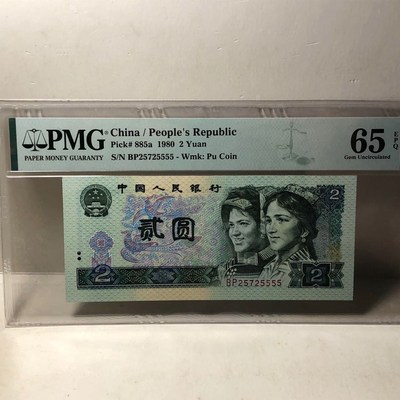 PMG
PAPER MONEY GUARANTY
China / People's Republic
Pick# 885a 1980 2 Yuan
S/N BP25725555 - Wmk: Pu Coin
65 EPQ
Gem Uncirculated
中国人民银行
2
贰圆
2
2
BP25725555